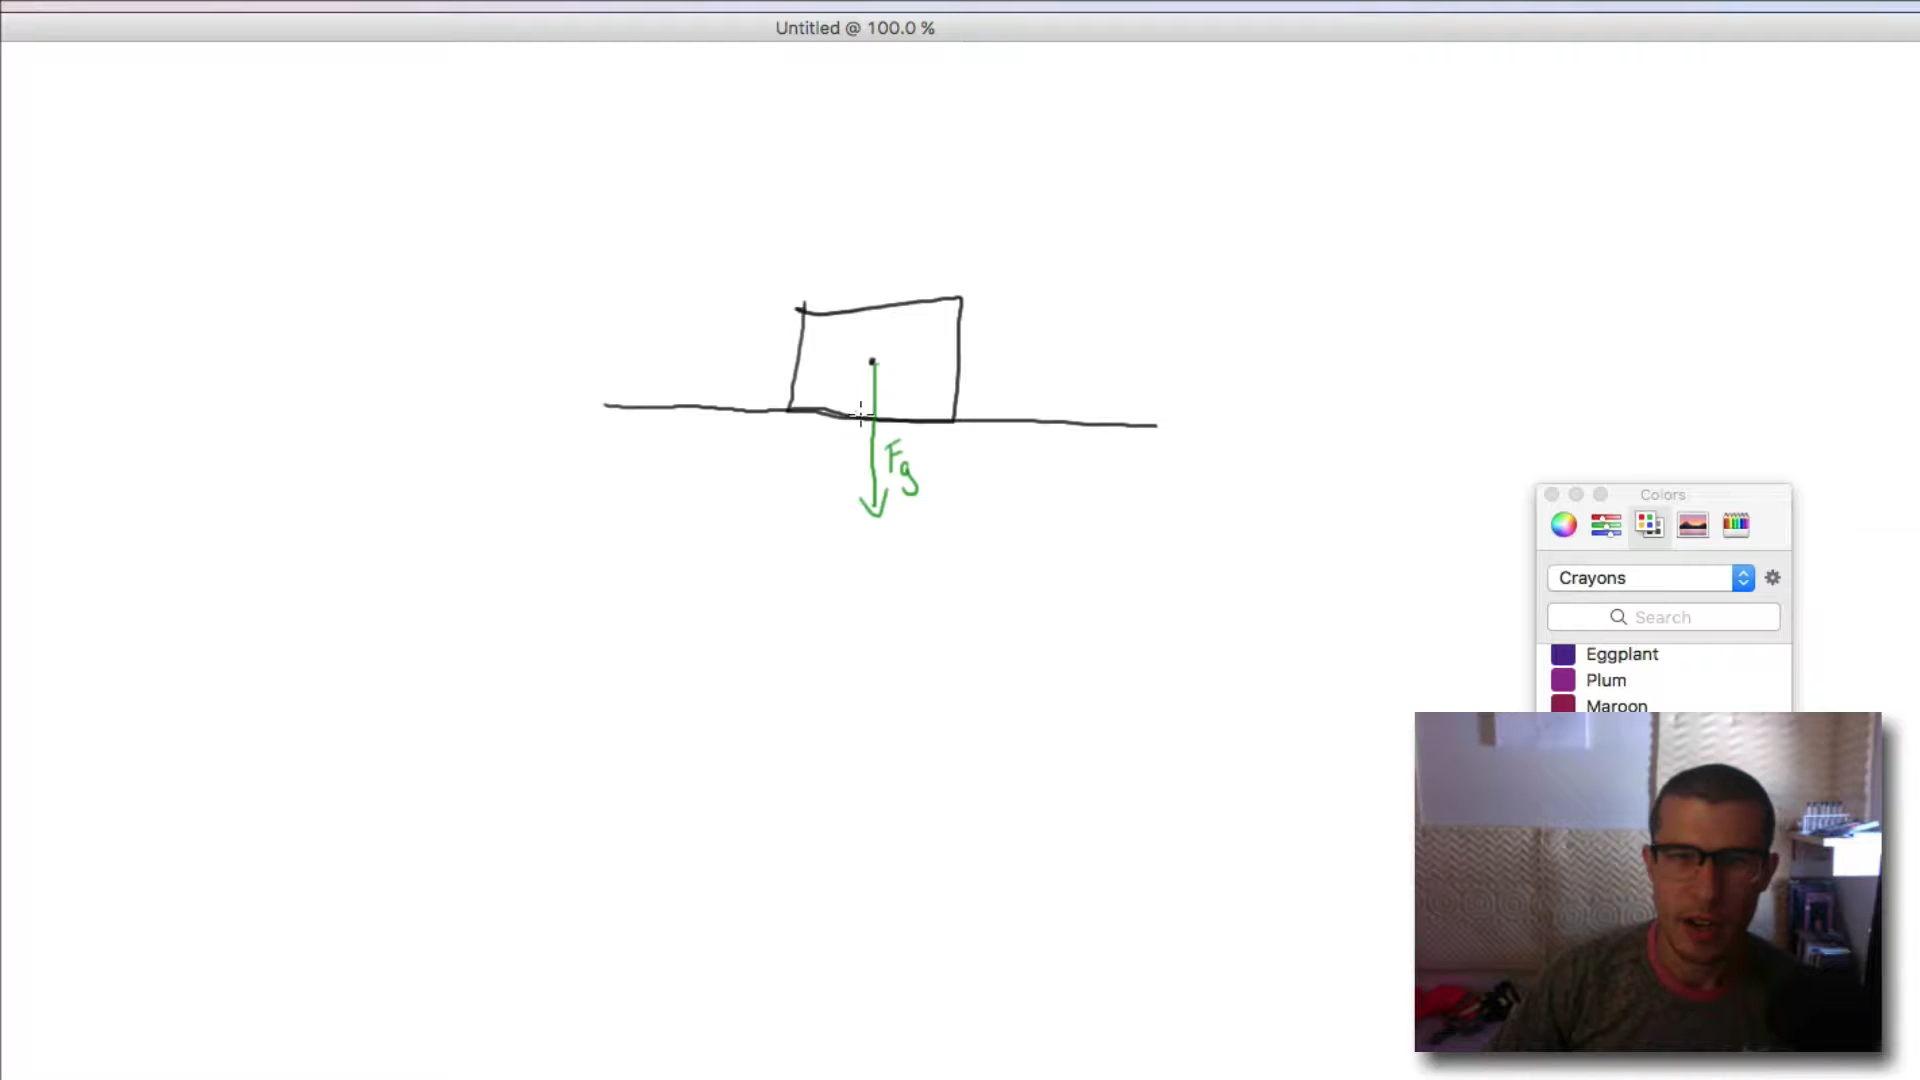 Untitled @ 100.0 %
Fg
Colors
Crayons
Search
Eggplant
Plum
Maroon